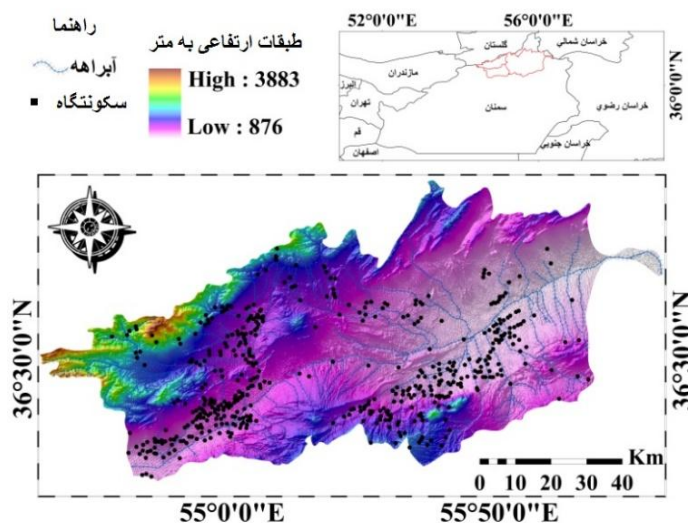 راهنما
آبراهه
سکونتگاه
طبقات ارتفاعی به متر
High : 3883
Low : 876
52°0'0"E
56°0'0"E
36°0'0"N
گلستان
خراسان شمالی
مازندران
البرز
تهران
سمنان
خراسان رضوی
قم
اصفهان
خراسان جنوبی
36°30'0"N
36°30'0"N
Km
0 10 20 30 40
55°0'0"E
55°50'0"E